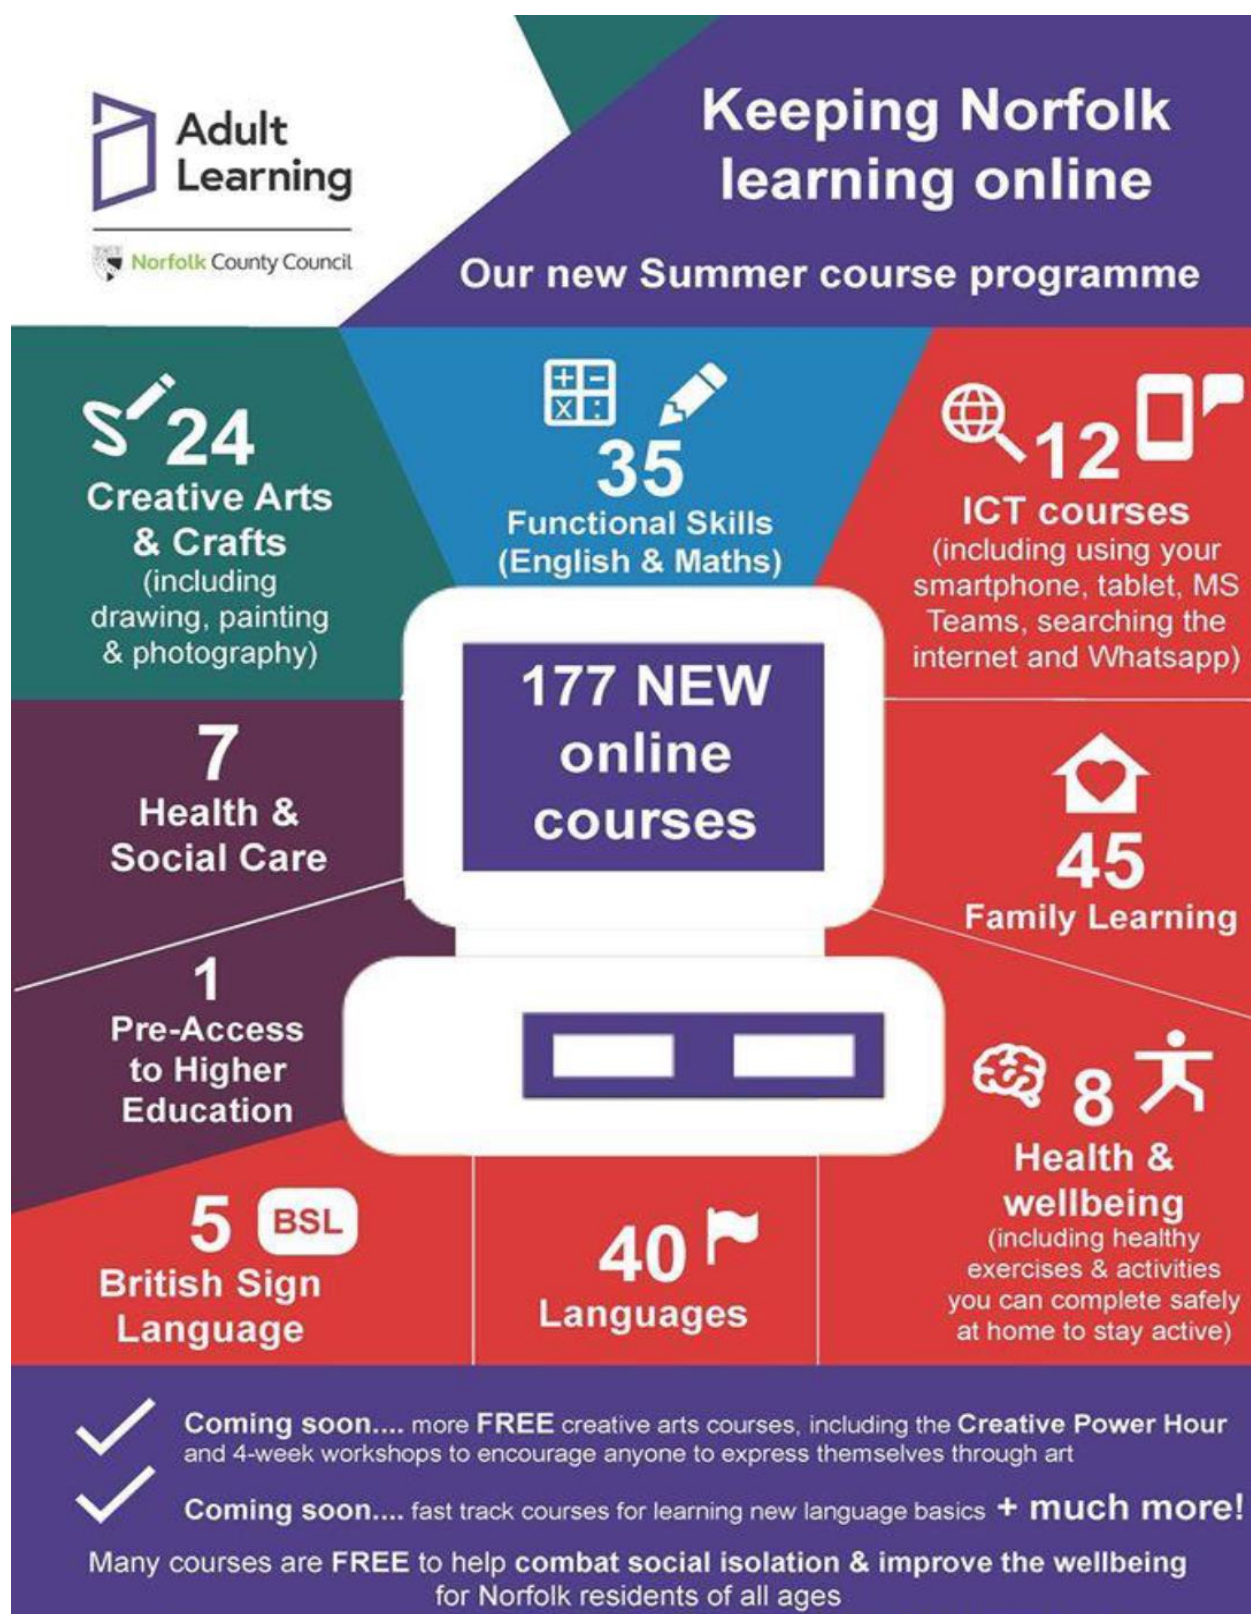 Adult
Learning
Norfolk County Council
Keeping Norfolk
learning online
Our new Summer course programme
24
Creative Arts
& Crafts
(including
drawing, painting
& photography)
35
Functional Skills
(English & Maths)
12
ICT courses
(including using your
smartphone, tablet, MS
Teams, searching the
internet and Whatsapp)
177 NEW
online
courses
7
Health &
Social Care
45
Family Learning
1
Pre-Access
to Higher
Education
8
Health &
wellbeing
(including healthy
exercises & activities
you can complete safely
at home to stay active)
5 BSL
British Sign
Language
40
Languages
Coming soon.... more FREE creative arts courses, including the Creative Power Hour
and 4-week workshops to encourage anyone to express themselves through art
Coming soon.... fast track courses for learning new language basics + much more!
Many courses are FREE to help combat social isolation & improve the wellbeing
for Norfolk residents of all ages